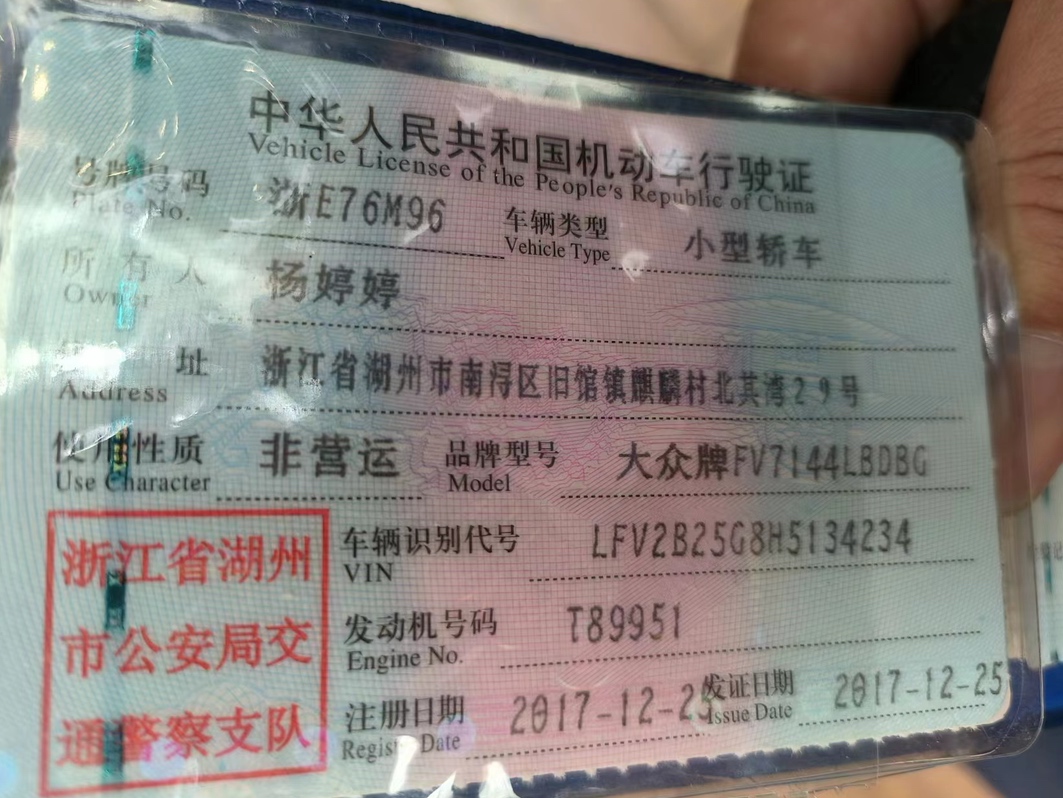 中华人民共和国机动车行驶证
Vehicle License of the People's Republic of China
号牌号码 浙E76M96 车辆类型 小型轿车
Plate No. Vehicle Type
所有人 杨婷婷
Owner
址 浙江省湖州市南浔区旧馆镇麒麟村北其湾29号
Address
使用性质 非营运 品牌型号 大众牌FV7144LBDBG
Use Character Model
浙江省湖州
市公安局交
通警察支队
车辆识别代号 LFV2B25G8H5134234
VIN
发动机号码 T89951
Engine No.
注册日期 2017-12-25 发证日期 2017-12-25
Register Date Issue Date